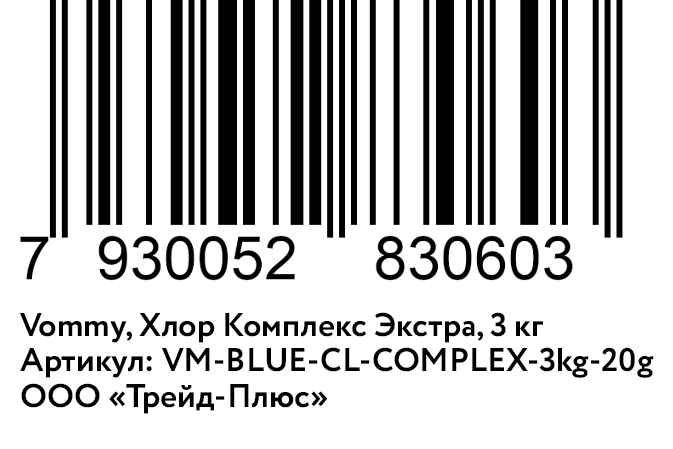 7 930052 830603
Vommy, Хлор Комплекс Экстра, 3 кг
Артикул: VM-BLUE-CL-COMPLEX-3kg-20g
ООО «Трейд-Плюс»